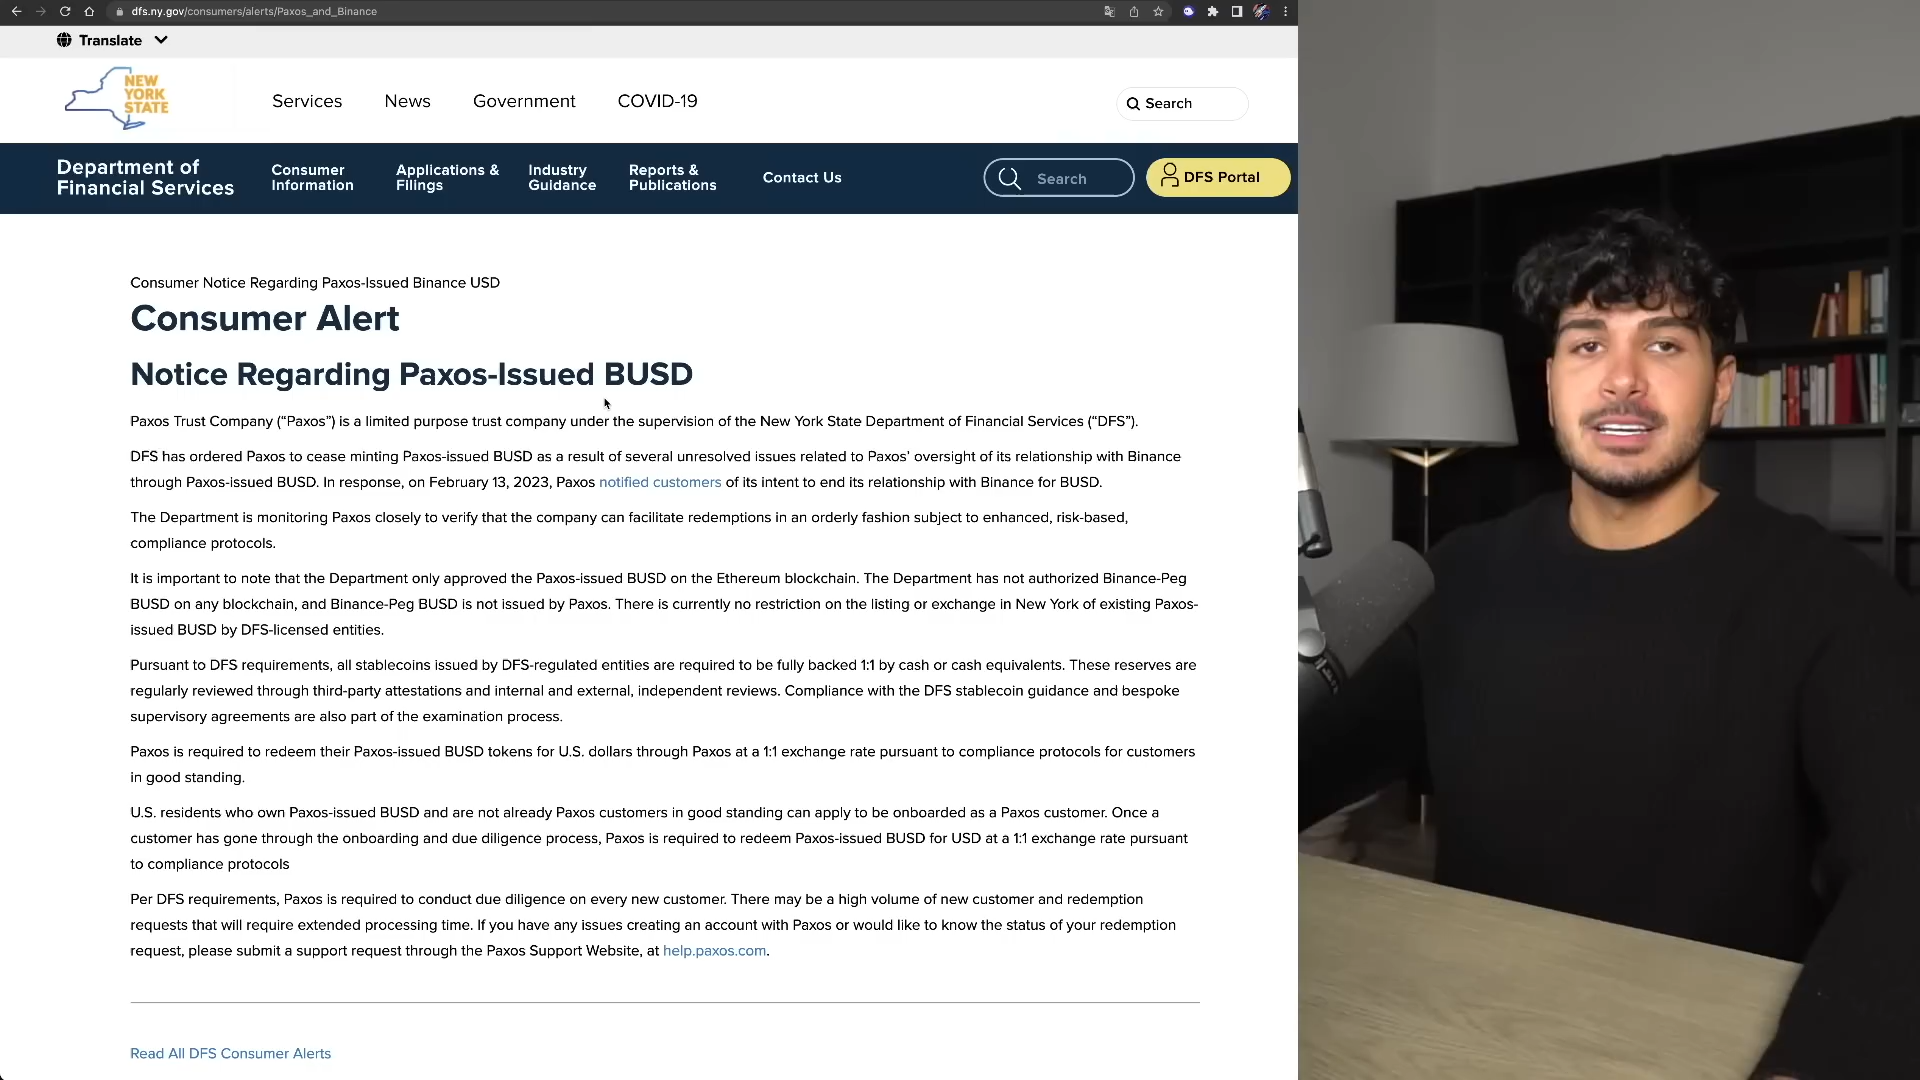 dfs.ny.gov/consumers/alerts/Paxos_and_Binance
Translate
NEW
YORK
STATE
Services
News
Government
COVID-19
Search
Department of
Financial Services
Consumer
Information
Applications &
Filings
Industry
Guidance
Reports &
Publications
Contact Us
Search
DFS Portal
Consumer Notice Regarding Paxos-Issued Binance USD
Consumer Alert
Notice Regarding Paxos-Issued BUSD
Paxos Trust Company (“Paxos”) is a limited purpose trust company under the supervision of the New York State Department of Financial Services (“DFS”).
DFS has ordered Paxos to cease minting Paxos-issued BUSD as a result of several unresolved issues related to Paxos’ oversight of its relationship with Binance
through Paxos-issued BUSD. In response, on February 13, 2023, Paxos notified customers of its intent to end its relationship with Binance for BUSD.
The Department is monitoring Paxos closely to verify that the company can facilitate redemptions in an orderly fashion subject to enhanced, risk-based,
compliance protocols.
It is important to note that the Department only approved the Paxos-issued BUSD on the Ethereum blockchain. The Department has not authorized Binance-Peg
BUSD on any blockchain, and Binance-Peg BUSD is not issued by Paxos. There is currently no restriction on the listing or exchange in New York of existing Paxos-
issued BUSD by DFS-licensed entities.
Pursuant to DFS requirements, all stablecoins issued by DFS-regulated entities are required to be fully backed 1:1 by cash or cash equivalents. These reserves are
regularly reviewed through third-party attestations and internal and external, independent reviews. Compliance with the DFS stablecoin guidance and bespoke
supervisory agreements are also part of the examination process.
Paxos is required to redeem their Paxos-issued BUSD tokens for U.S. dollars through Paxos at a 1:1 exchange rate pursuant to compliance protocols for customers
in good standing.
U.S. residents who own Paxos-issued BUSD and are not already Paxos customers in good standing can apply to be onboarded as a Paxos customer. Once a
customer has gone through the onboarding and due diligence process, Paxos is required to redeem Paxos-issued BUSD for USD at a 1:1 exchange rate pursuant
to compliance protocols
Per DFS requirements, Paxos is required to conduct due diligence on every new customer. There may be a high volume of new customer and redemption
requests that will require extended processing time. If you have any issues creating an account with Paxos or would like to know the status of your redemption
request, please submit a support request through the Paxos Support Website, at help.paxos.com.
Read All DFS Consumer Alerts